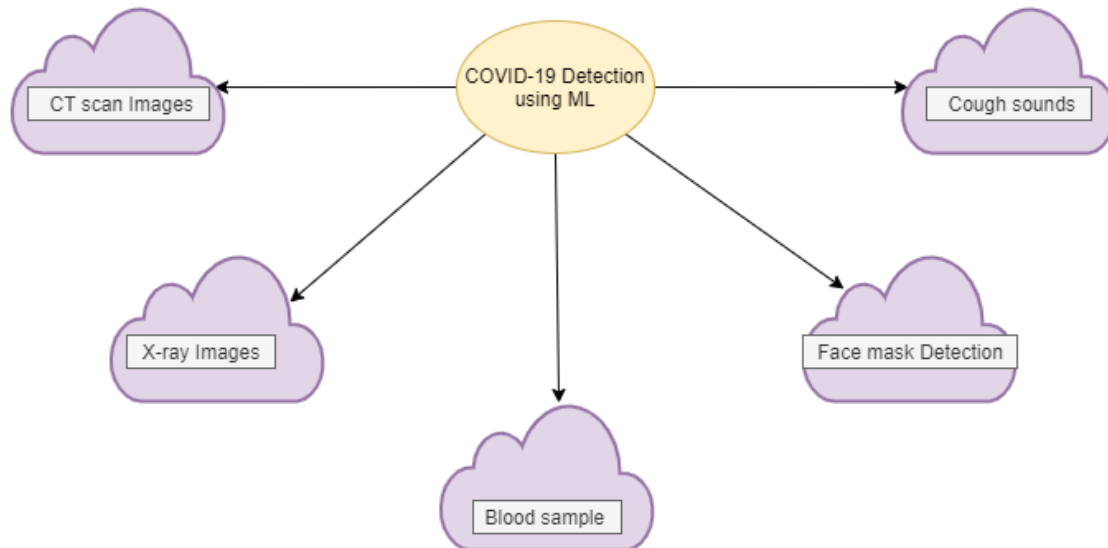 COVID-19 Detection
using ML
CT scan Images
Cough sounds
X-ray Images
Face mask Detection
Blood sample